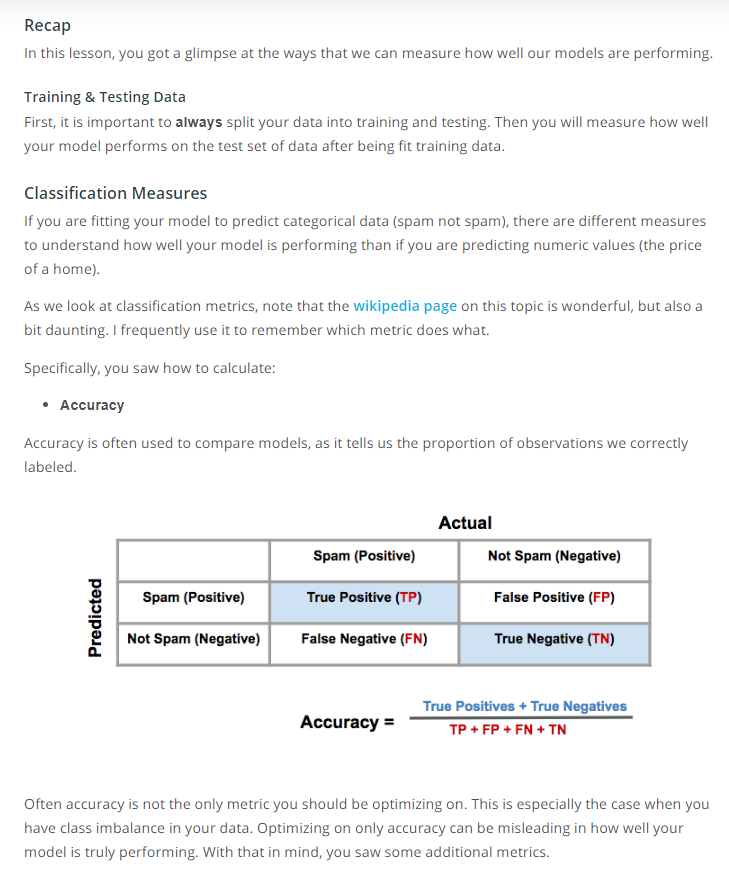 Recap
In this lesson, you got a glimpse at the ways that we can measure how well our models are performing.
Training & Testing Data
First, it is important to always split your data into training and testing. Then you will measure how well
your model performs on the test set of data after being fit training data.
Classification Measures
If you are fitting your model to predict categorical data (spam not spam), there are different measures
to understand how well your model is performing than if you are predicting numeric values (the price
of a home).
As we look at classification metrics, note that the wikipedia page on this topic is wonderful, but also a
bit daunting. I frequently use it to remember which metric does what.
Specifically, you saw how to calculate:
• Accuracy
Accuracy is often used to compare models, as it tells us the proportion of observations we correctly
labeled.
Actual
Spam (Positive) Not Spam (Negative)
Predicted
Spam (Positive) True Positive (TP) False Positive (FP)
Not Spam (Negative) False Negative (FN) True Negative (TN)
Accuracy =
True Positives + True Negatives
TP + FP + FN + TN
Often accuracy is not the only metric you should be optimizing on. This is especially the case when you
have class imbalance in your data. Optimizing on only accuracy can be misleading in how well your
model is truly performing. With that in mind, you saw some additional metrics.